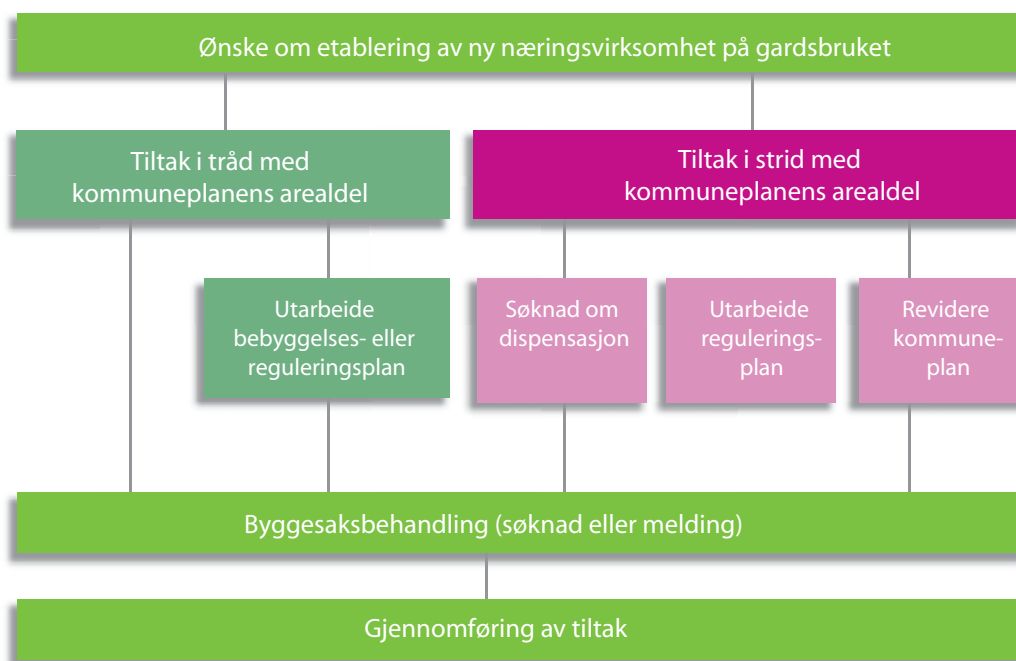 Ønske om etablering av ny næringsvirksomhet på gardsbruket
Tiltak i tråd med
kommuneplanens arealdel
Tiltak i strid med
kommuneplanens arealdel
Utarbeide
bebyggelses- eller
reguleringsplan
Søknad om
dispensasjon
Utarbeide
regulerings-
plan
Revidere
kommune-
plan
Byggesaksbehandling (søknad eller melding)
Gjennomføring av tiltak